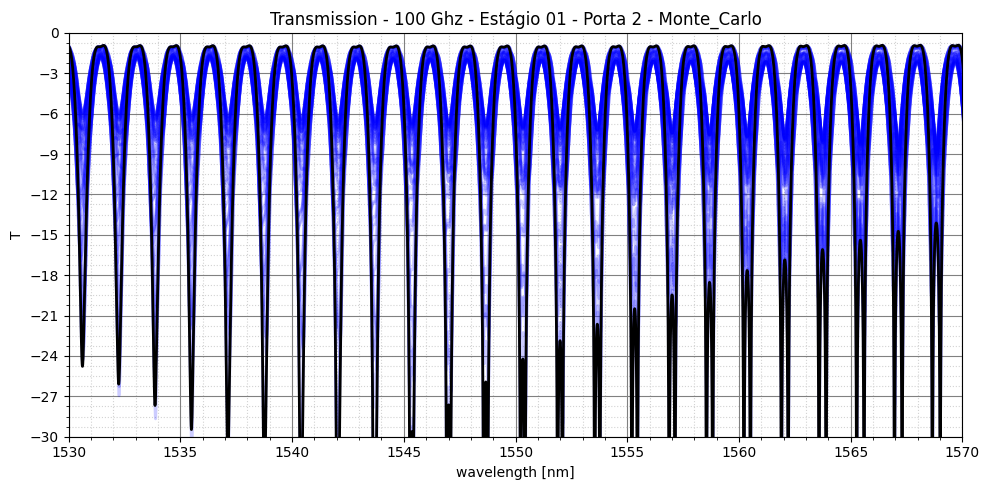 Transmission - 100 Ghz - Estágio 01 - Porta 2 - Monte_Carlo
T
0
−3
−6
−9
−12
−15
−18
−21
−24
−27
−30
1530 1535 1540 1545 1550 1555 1560 1565 1570
wavelength [nm]